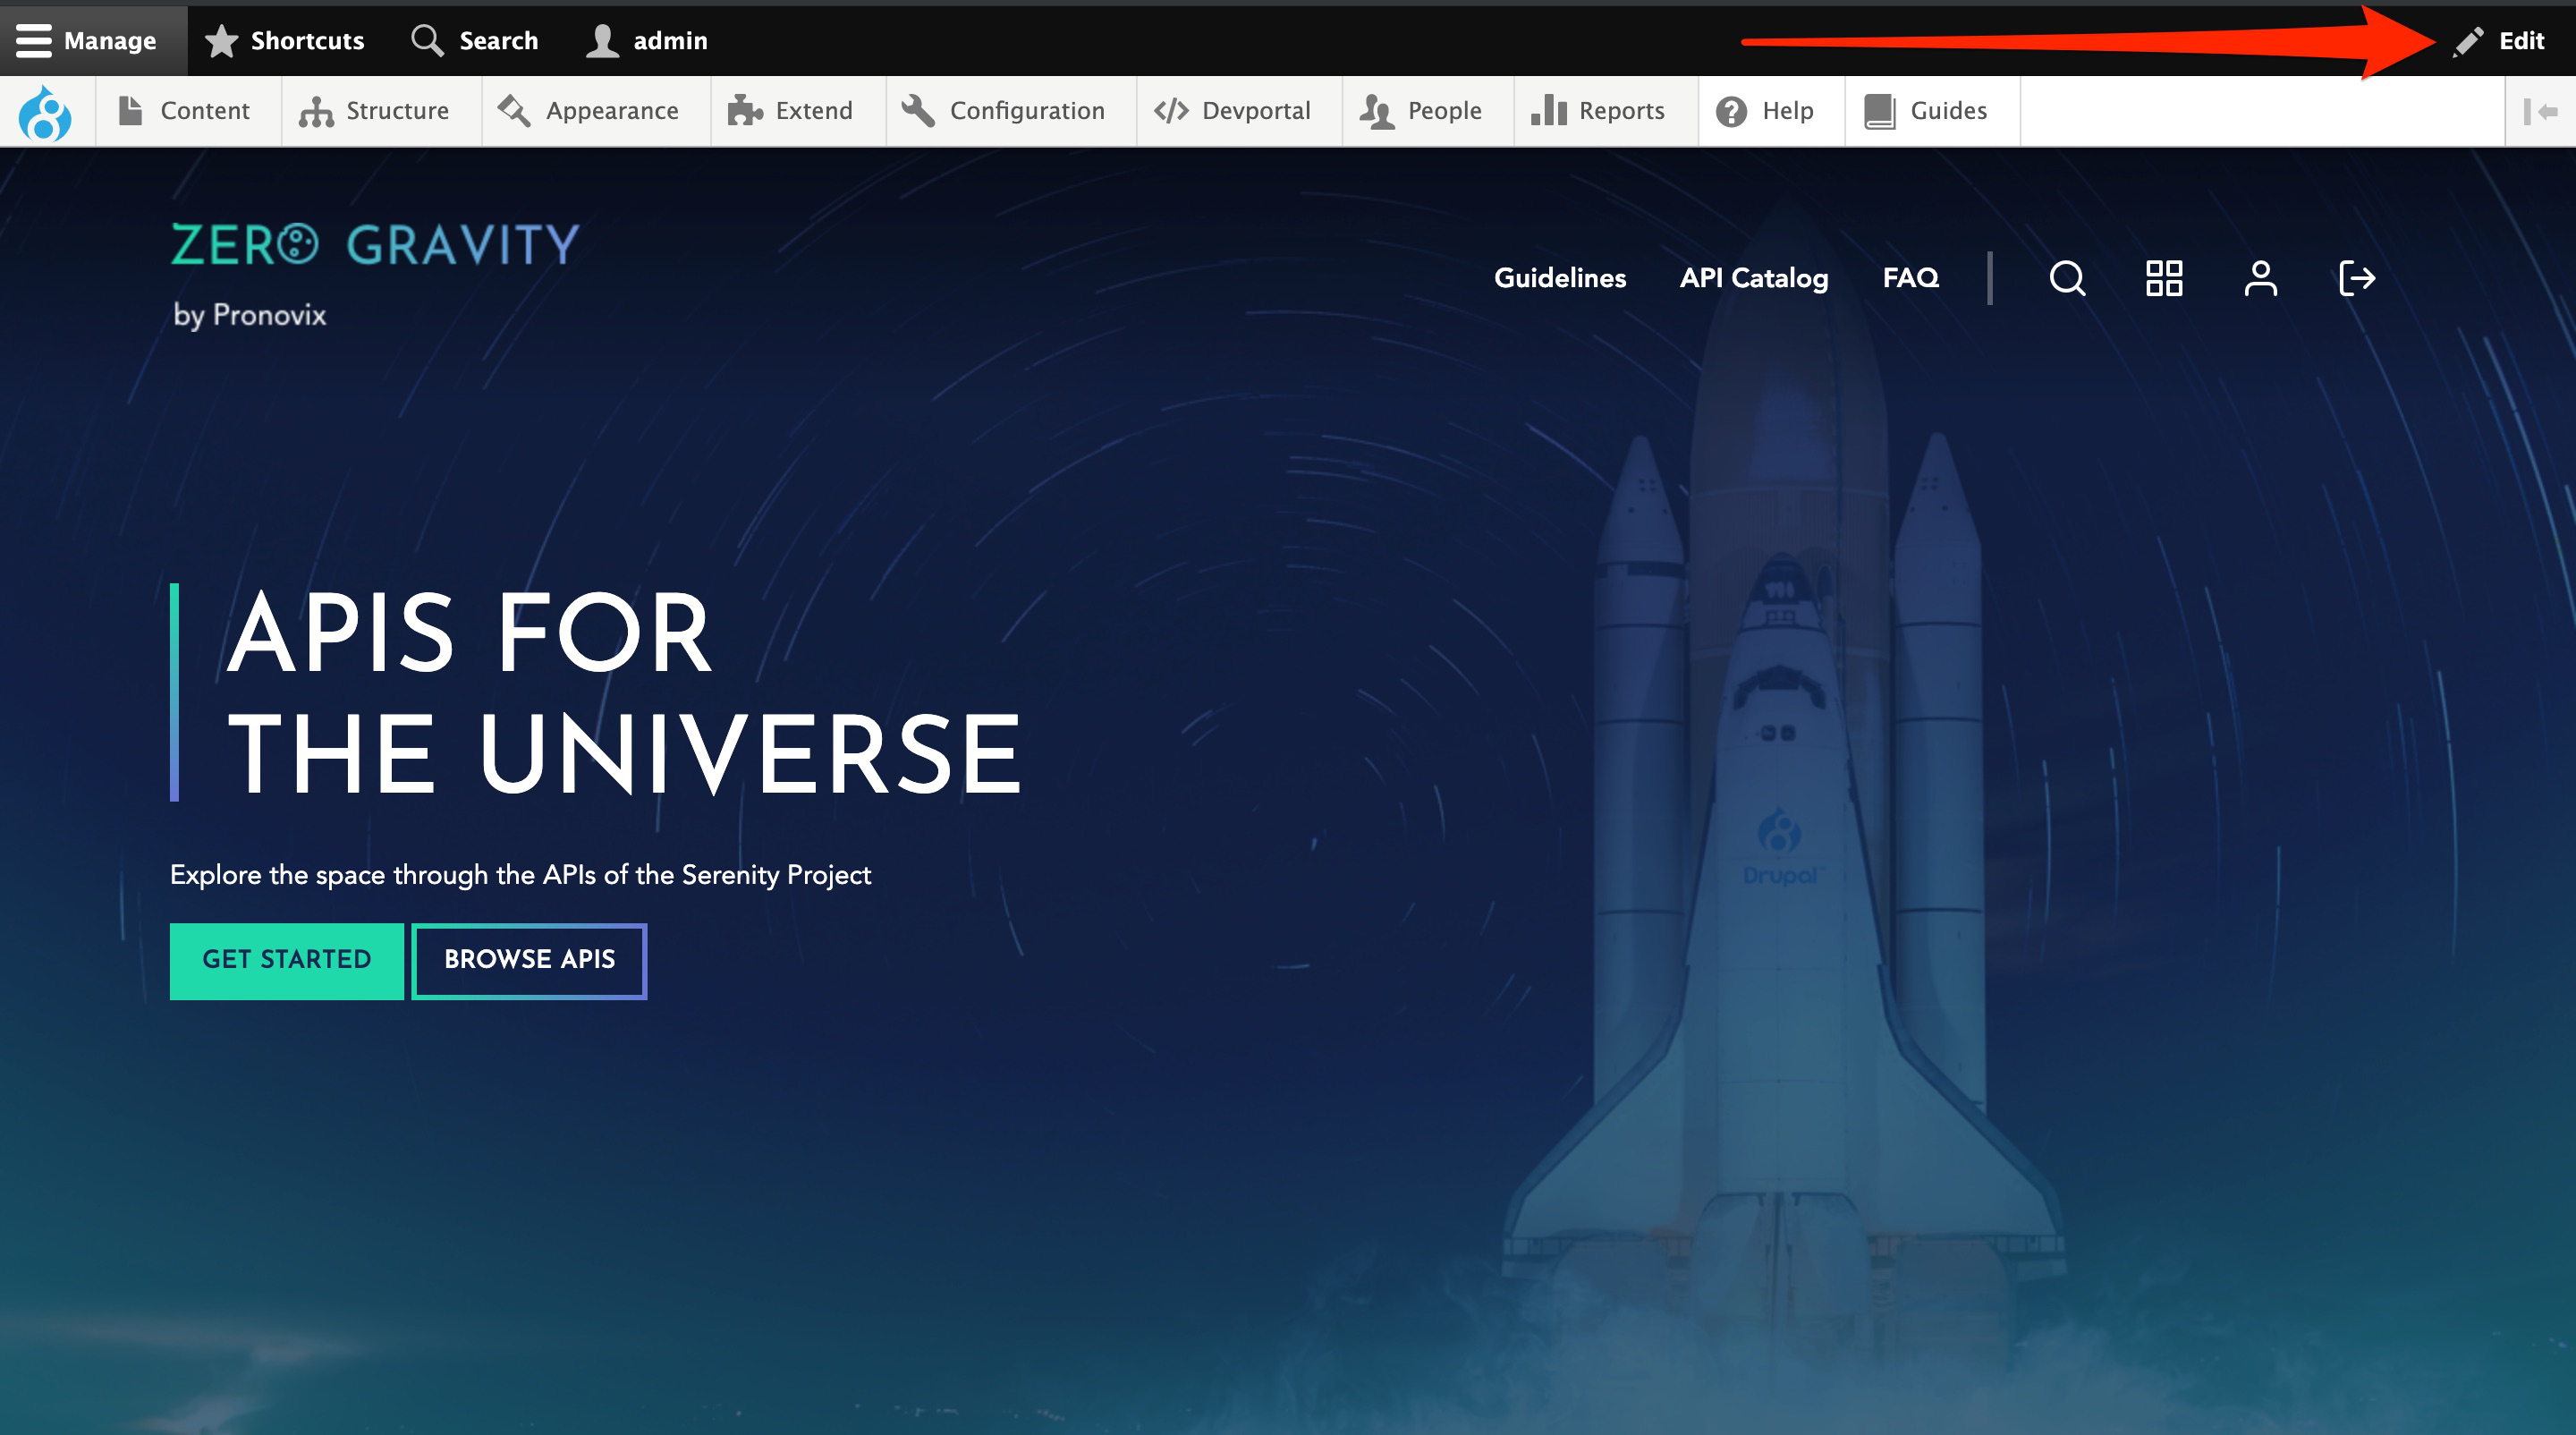 Manage Shortcuts Search admin Edit
Content Structure Appearance Extend Configuration Devportal People Reports Help Guides
ZERO GRAVITY
by Pronovix
Guidelines API Catalog FAQ
APIS FOR
THE UNIVERSE
Explore the space through the APIs of the Serenity Project
GET STARTED BROWSE APIS
Drupal™